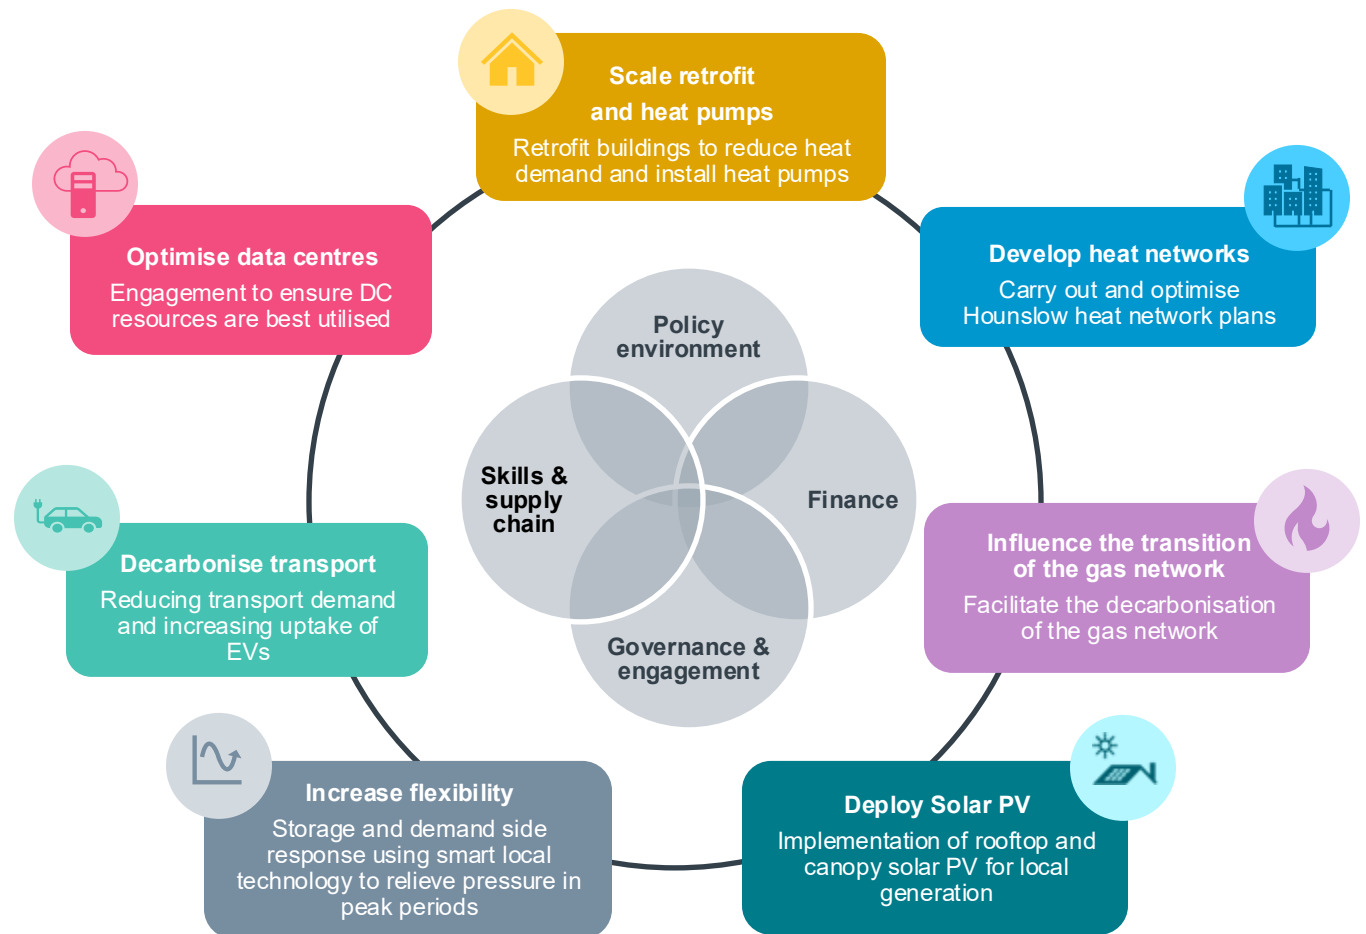 Scale retrofit
and heat pumps
Retrofit buildings to reduce heat
demand and install heat pumps
Optimise data centres
Engagement to ensure DC
resources are best utilised
Develop heat networks
Carry out and optimise
Hounslow heat network plans
Policy
environment
Skills &
supply
chain
Finance
Governance &
engagement
Decarbonise transport
Reducing transport demand
and increasing uptake of
EVs
Influence the transition
of the gas network
Facilitate the decarbonisation
of the gas network
Increase flexibility
Storage and demand side
response using smart local
technology to relieve pressure in
peak periods
Deploy Solar PV
Implementation of rooftop and
canopy solar PV for local
generation